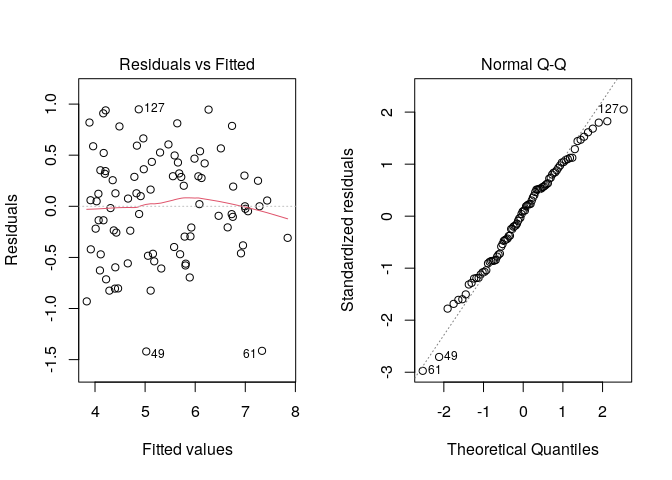 Residuals vs Fitted
Residuals
1.0
0.5
0.0
-0.5
-1.0
-1.5
127
49
61
4 5 6 7 8
Fitted values
Normal Q-Q
Standardized residuals
2
1
0
-1
-2
-3
127
49
61
-2 -1 0 1 2
Theoretical Quantiles